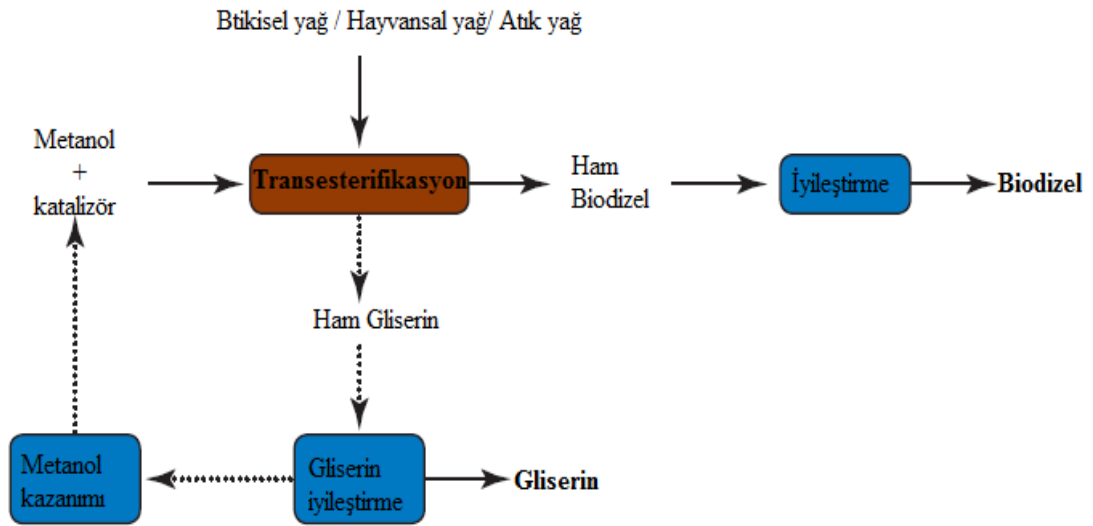 Btikisel yağ / Hayvansal yağ/ Atık yağ
Metanol
+
katalizör
Transesterifikasyon
Ham
Biodizel
İyileştirme
Biodizel
Ham Gliserin
Metanol
kazanımı
Gliserin
iyileştirme
Gliserin